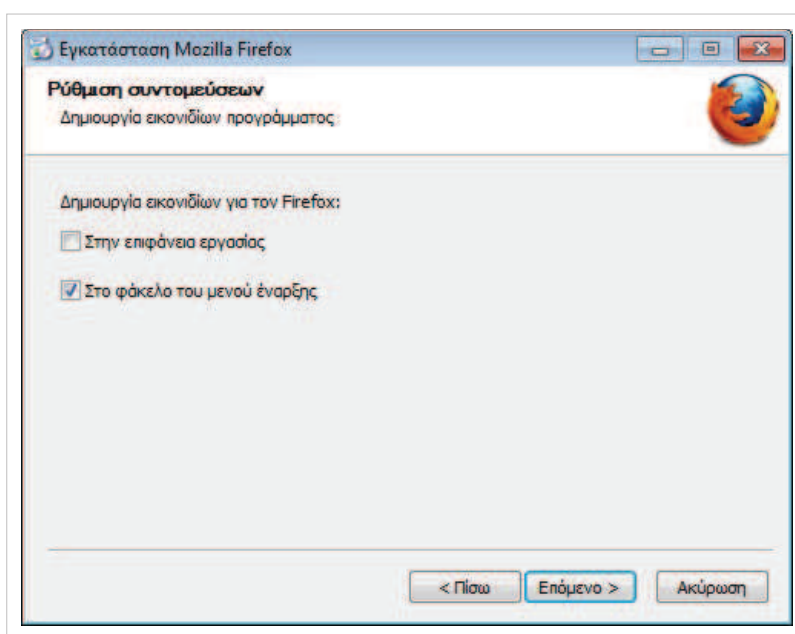 Εγκατάσταση Mozilla Firefox
Ρύθμιση συντομεύσεων
Δημιουργία εικονιδίων προγράμματος
Δημιουργία εικονιδίων για τον Firefox:
Στην επιφάνεια εργασίας
Στο φάκελο του μενού έναρξης
< Πίσω
Επόμενο >
Ακύρωση